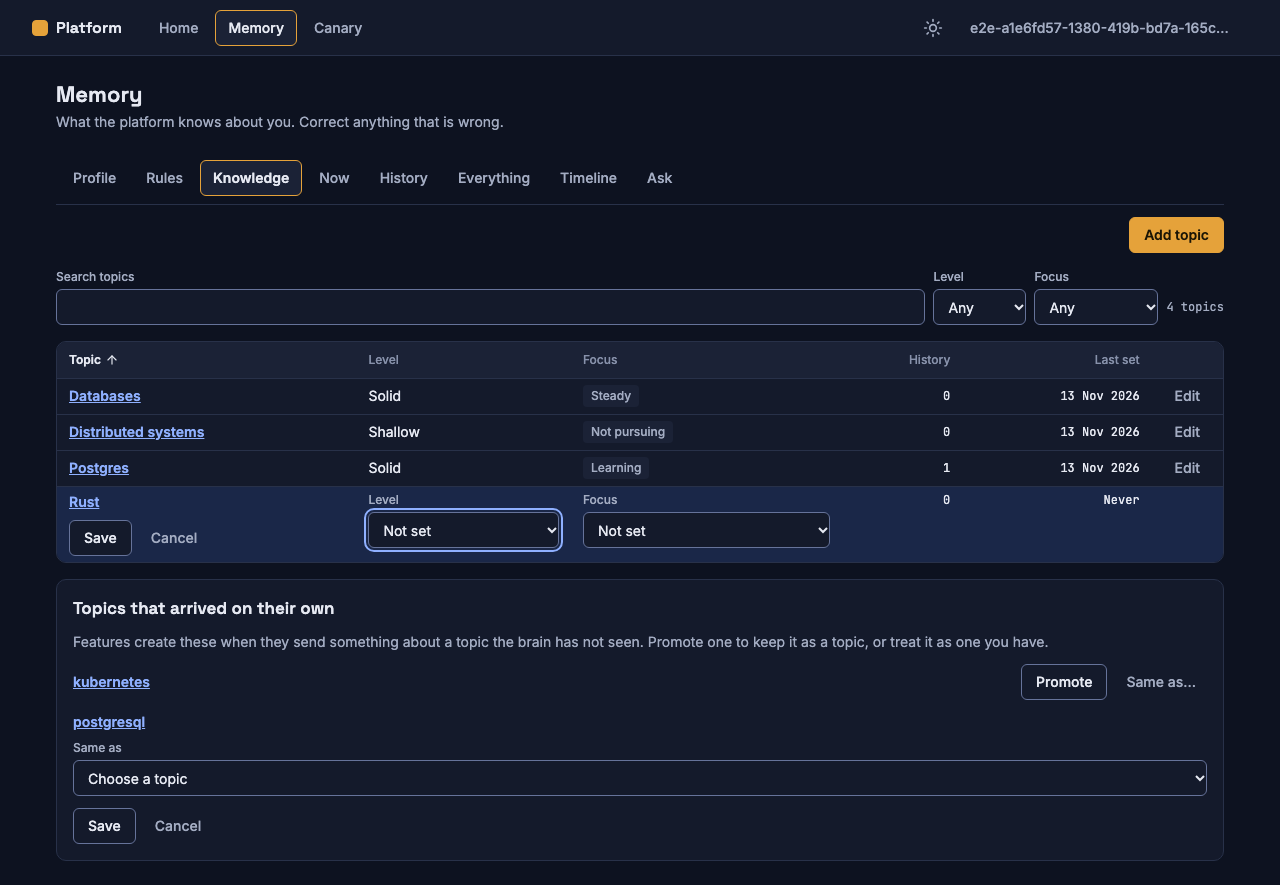 Platform Home Memory Canary e2e-a1e6fd57-1380-419b-bd7a-165c...
Memory
What the platform knows about you. Correct anything that is wrong.
Profile Rules Knowledge Now History Everything Timeline Ask
Add topic
Search topics Level Focus
Any Any 4 topics
Topic ↑ Level Focus History Last set
Databases Solid Steady 0 13 Nov 2026 Edit
Distributed systems Shallow Not pursuing 0 13 Nov 2026 Edit
Postgres Solid Learning 1 13 Nov 2026 Edit
Rust Level Focus 0 Never
Save Cancel Not set Not set
Topics that arrived on their own
Features create these when they send something about a topic the brain has not seen. Promote one to keep it as a topic, or treat it as one you have.
kubernetes Promote Same as...
postgresql
Same as
Choose a topic
Save Cancel